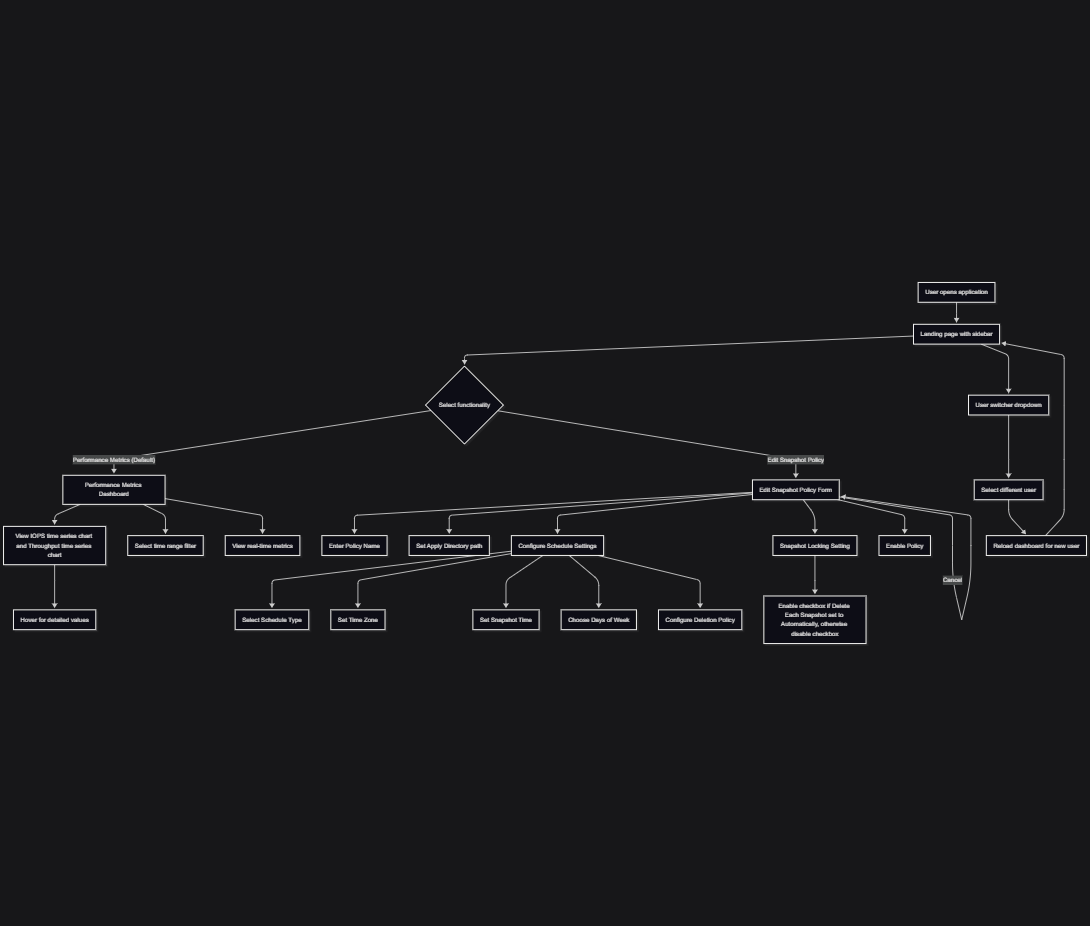 User opens application
Landing page with sidebar
Select functionality
User switcher dropdown
Performance Metrics (Default)
Edit Snapshot Policy
Performance Metrics
Dashboard
Edit Snapshot Policy Form
Select different user
View IOPS time series chart
and Throughput time series
chart
Select time range filter
View real-time metrics
Enter Policy Name
Set Apply Directory path
Configure Schedule Settings
Snapshot Locking Setting
Enable Policy
Reload dashboard for new user
Cancel
Hover for detailed values
Select Schedule Type
Set Time Zone
Set Snapshot Time
Choose Days of Week
Configure Deletion Policy
Enable checkbox if Delete
Each Snapshot set to
Automatically, otherwise
disable checkbox